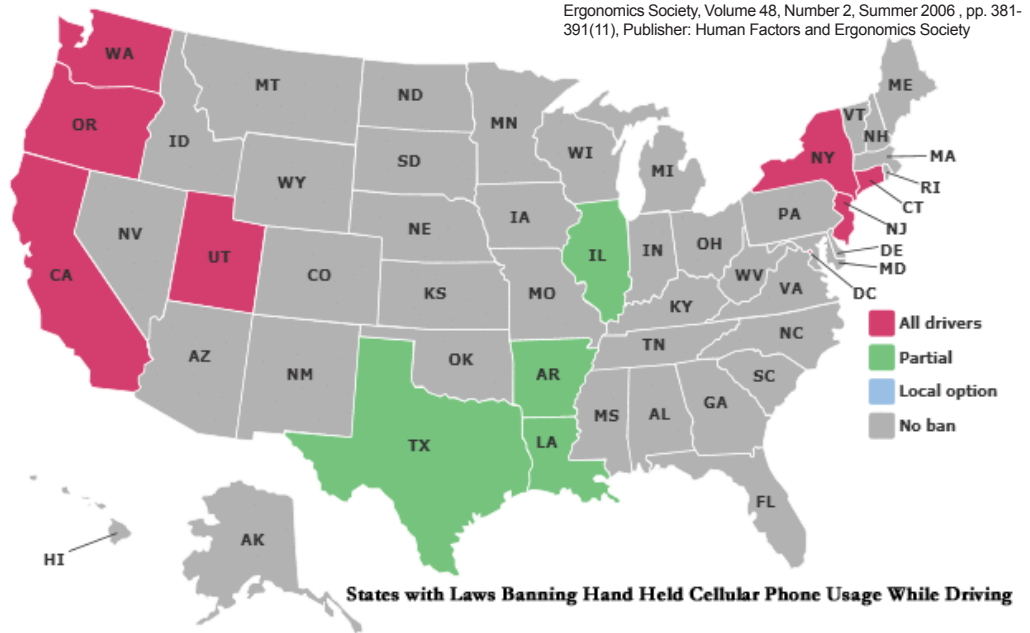 Ergonomics Society, Volume 48, Number 2, Summer 2006 , pp. 381-
391(11), Publisher: Human Factors and Ergonomics Society
WA
MT
ND
MN
ME
VT
NH
OR
ID
SD
WI
MI
NY
MA
RI
CT
WY
NE
IA
PA
NJ
NV
UT
CO
IL
IN
OH
DE
MD
CA
KS
MO
WV
VA
DC
KY
AZ
NM
OK
AR
TN
NC
SC
TX
LA
MS
AL
GA
FL
All drivers
Partial
Local option
No ban
HI
AK
States with Laws Banning Hand Held Cellular Phone Usage While Driving